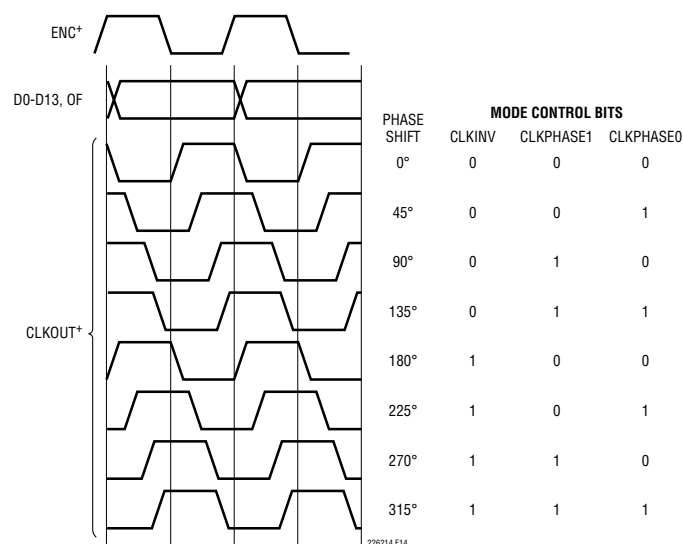 ENC+
D0-D13, OF
CLKOUT+
PHASE SHIFT
MODE CONTROL BITS
CLKINV CLKPHASE1 CLKPHASE0
0° 0 0 0
45° 0 0 1
90° 0 1 0
135° 0 1 1
180° 1 0 0
225° 1 0 1
270° 1 1 0
315° 1 1 1
226214 F14